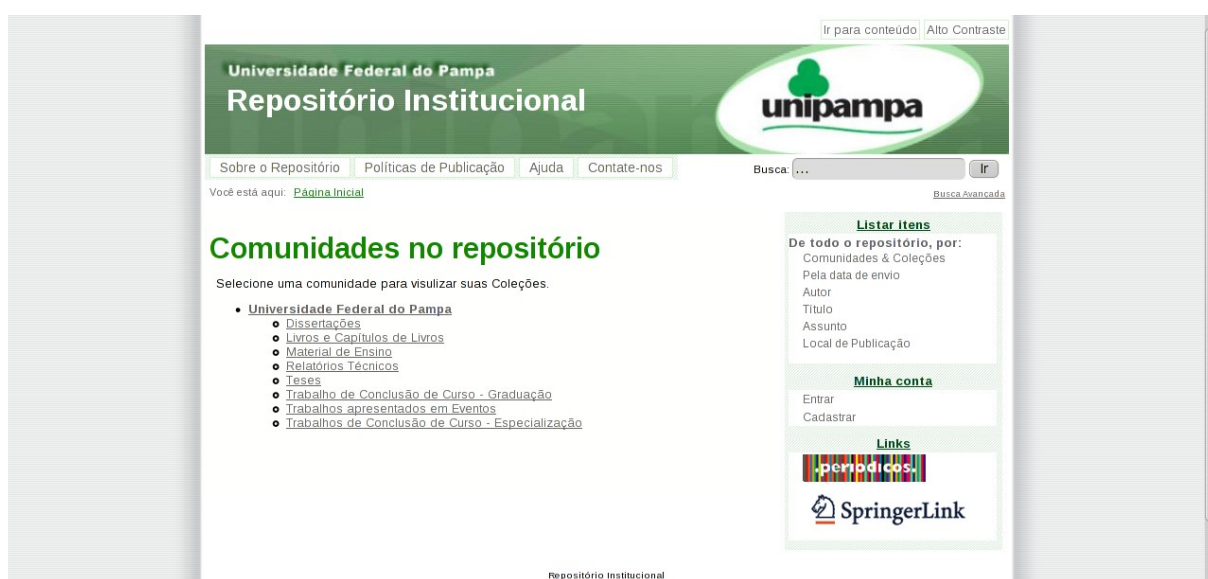 Ir para conteúdo Alto Contraste
Universidade Federal do Pampa
Repositório Institucional
unipampa
Sobre o Repositório Políticas de Publicação Ajuda Contate-nos
Busca: ... Ir
Você está aqui: Página Inicial
Busca Avançada
Comunidades no repositório
Selecione uma comunidade para visulizar suas Coleções.
Universidade Federal do Pampa
Dissertações
Livros e Capítulos de Livros
Material de Ensino
Relatórios Técnicos
Teses
Trabalho de Conclusão de Curso - Graduação
Trabalhos apresentados em Eventos
Trabalhos de Conclusão de Curso - Especialização
Listar itens
De todo o repositório, por:
Comunidades & Coleções
Pela data de envio
Autor
Título
Assunto
Local de Publicação
Minha conta
Entrar
Cadastrar
Links
.periodicos.
SpringerLink
Repositório Institucional